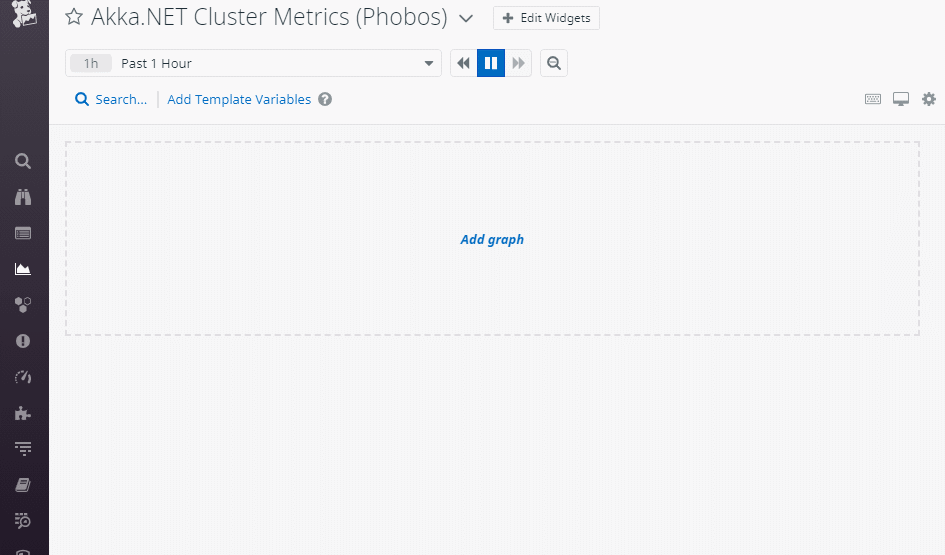 Akka.NET Cluster Metrics (Phobos)
Edit Widgets
1h Past 1 Hour
Search... Add Template Variables ?
Add graph